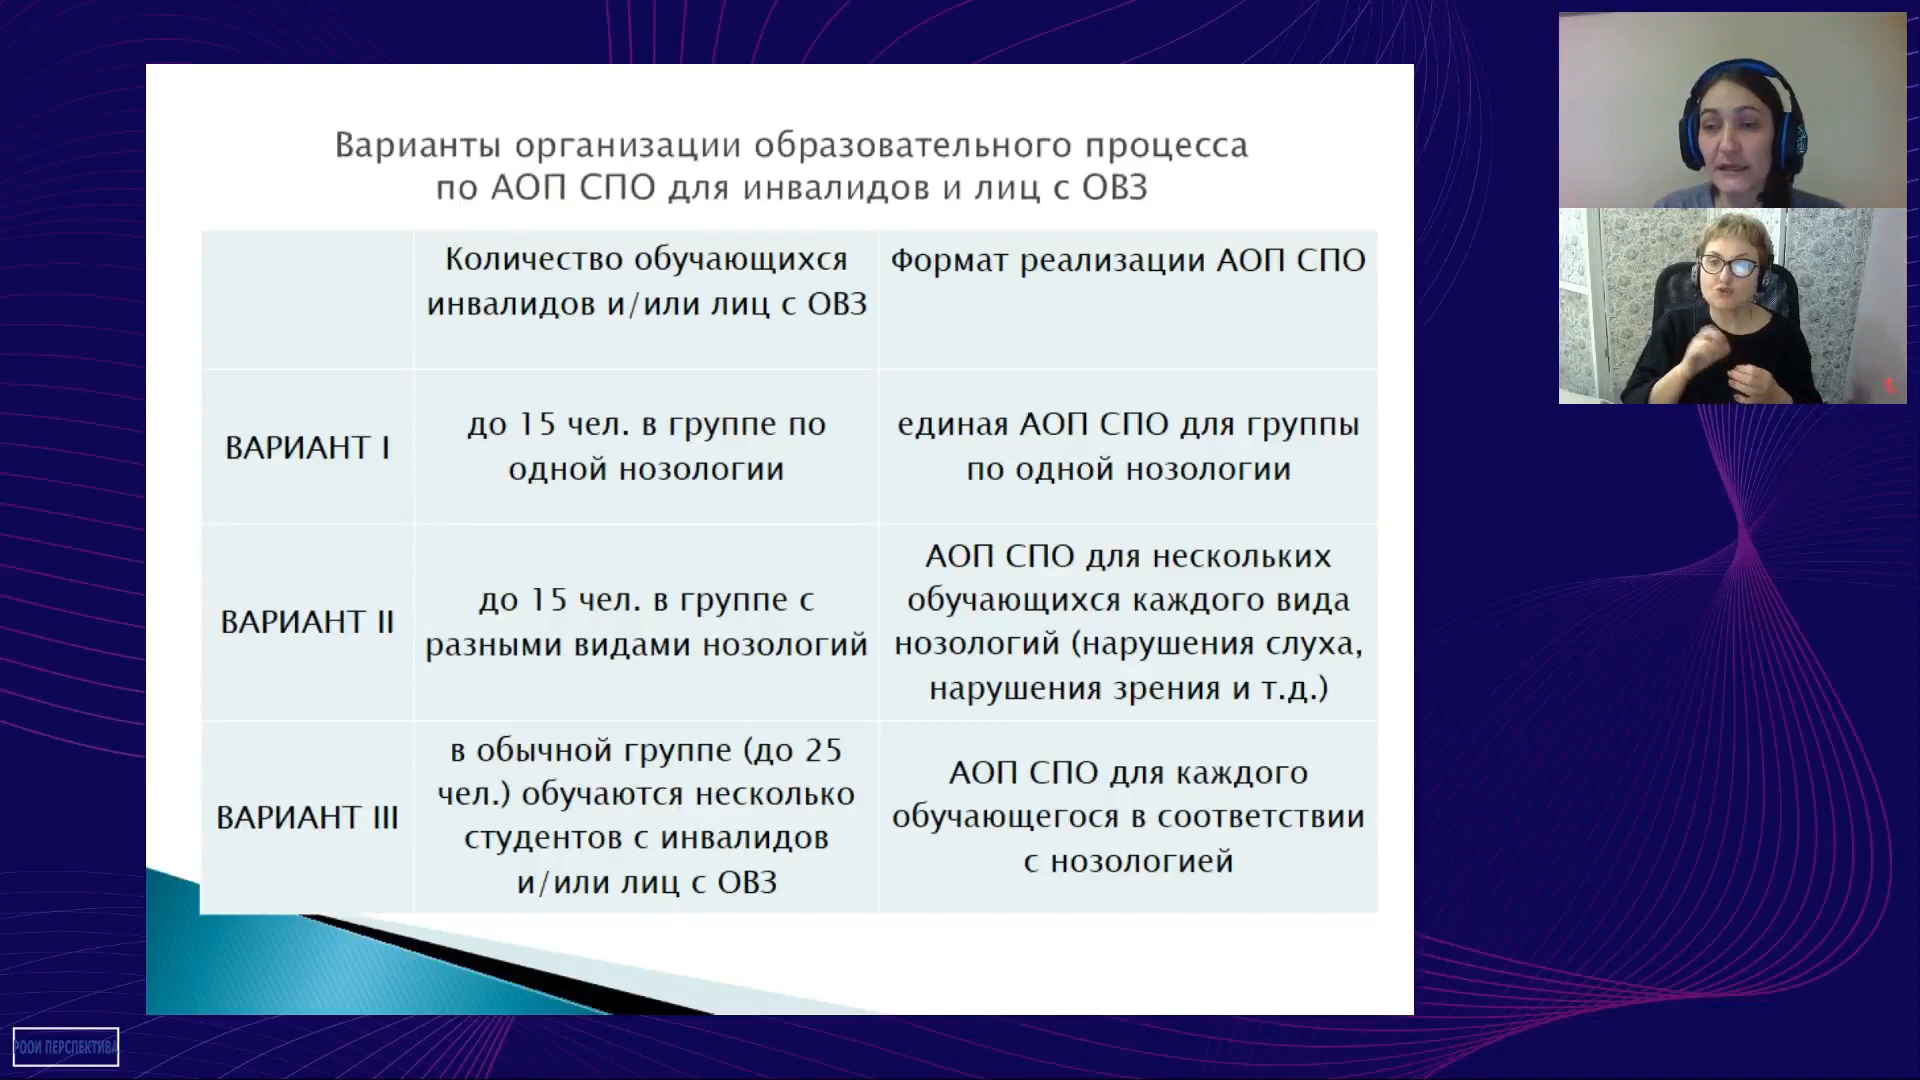 Варианты организации образовательного процесса
по АОП СПО для инвалидов и лиц с ОВЗ
Количество обучающихся
инвалидов и/или лиц с ОВЗ
Формат реализации АОП СПО
ВАРИАНТ I
до 15 чел. в группе по
одной нозологии
единая АОП СПО для группы
по одной нозологии
ВАРИАНТ II
до 15 чел. в группе с
разными видами нозологий
АОП СПО для нескольких
обучающихся каждого вида
нозологий (нарушения слуха,
нарушения зрения и т.д.)
ВАРИАНТ III
в обычной группе (до 25
чел.) обучаются несколько
студентов с инвалидов
и/или лиц с ОВЗ
АОП СПО для каждого
обучающегося в соответствии
с нозологией
РООИ ПЕРСПЕКТИВА